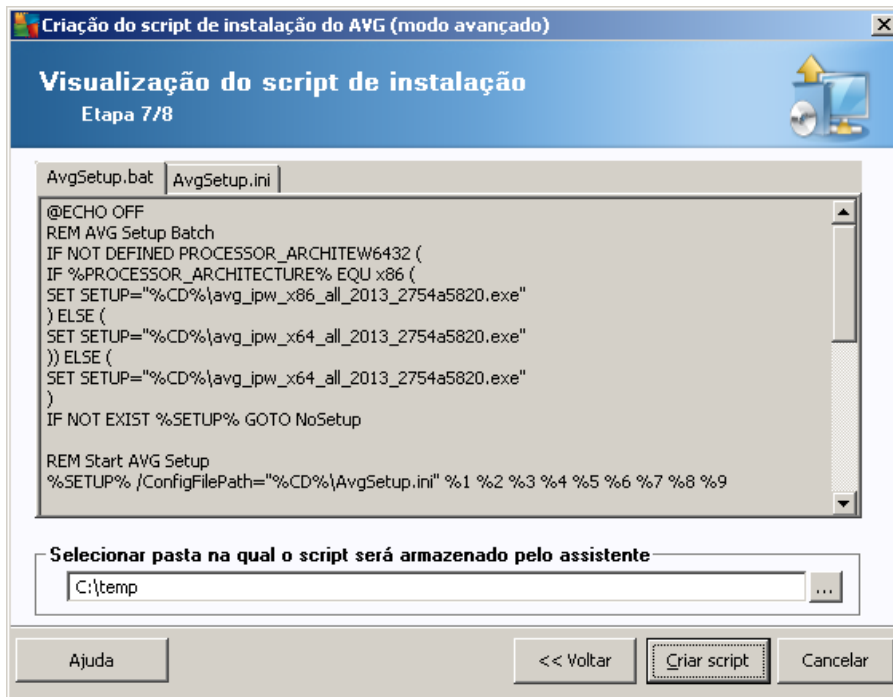 Criação do script de instalação do AVG (modo avançado)
Visualização do script de instalação
Etapa 7/8
AvgSetup.bat AvgSetup.ini
@ECHO OFF
REM AVG Setup Batch
IF NOT DEFINED PROCESSOR_ARCHITEW6432 (
IF %PROCESSOR_ARCHITECTURE% EQU x86 (
SET SETUP="%CD%\avg_ipw_x86_all_2013_2754a5820.exe"
) ELSE (
SET SETUP="%CD%\avg_ipw_x64_all_2013_2754a5820.exe"
)) ELSE (
SET SETUP="%CD%\avg_ipw_x64_all_2013_2754a5820.exe"
)
IF NOT EXIST %SETUP% GOTO NoSetup
REM Start AVG Setup
%SETUP% /ConfigFilePath="%CD%\AvgSetup.ini" %1 %2 %3 %4 %5 %6 %7 %8 %9
Selecionar pasta na qual o script será armazenado pelo assistente
C:\temp ...
Ajuda << Voltar Criar script Cancelar